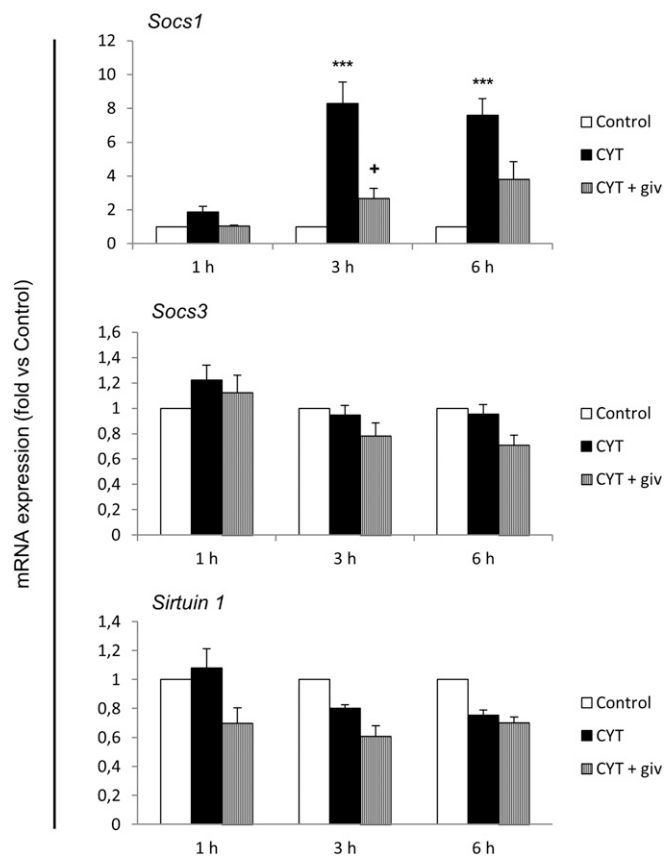 mRNA expression (fold vs Control)
Socs1
12
10
8
6
4
2
0
***
+
***
1 h 3 h 6 h
Control
CYT
CYT + giv
Socs3
1,6
1,4
1,2
1
0,8
0,6
0,4
0,2
0
1 h 3 h 6 h
Control
CYT
CYT + giv
Sirtuin 1
1,4
1,2
1
0,8
0,6
0,4
0,2
0
1 h 3 h 6 h
Control
CYT
CYT + giv